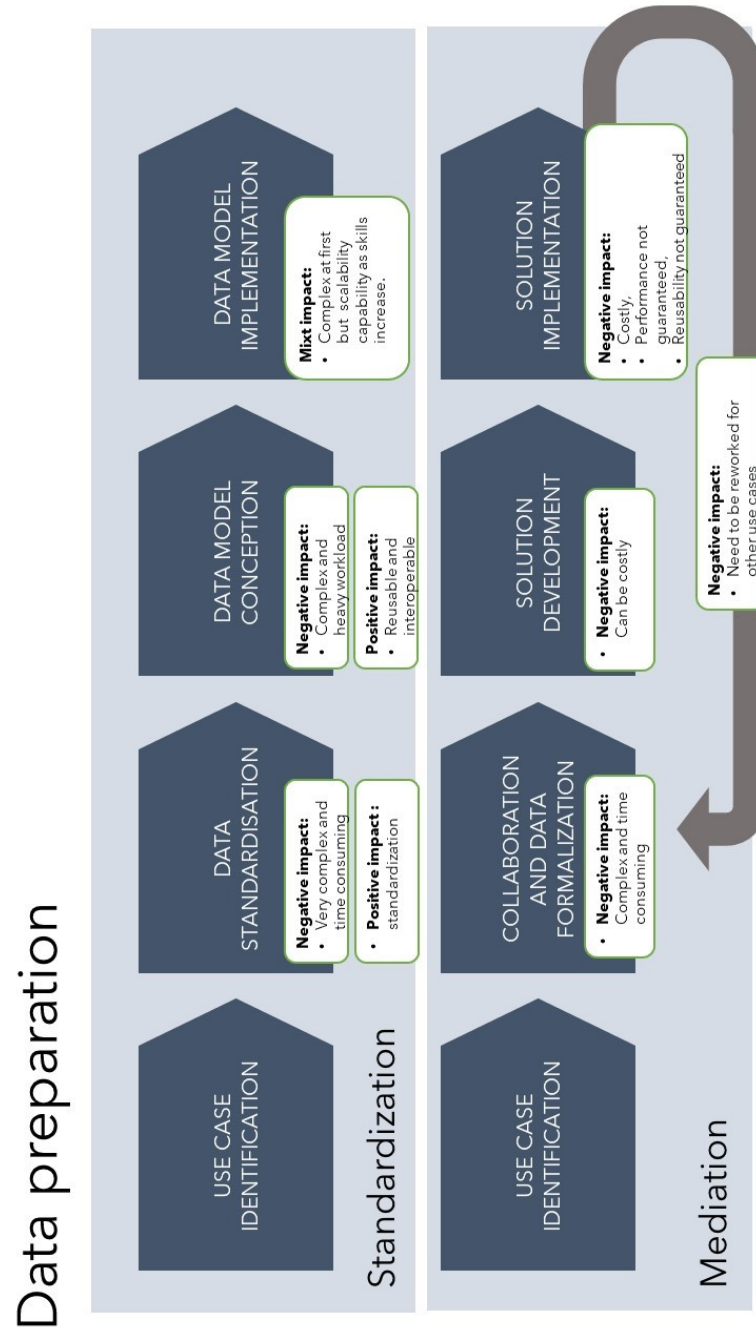 Data preparation
USE CASE
IDENTIFICATION
DATA
STANDARDISATION
Negative impact:
• Very complex and
time consuming
• Positive impact :
standardization
DATA MODEL
CONCEPTION
Negative impact:
• Complex and
heavy workload
Positive impact:
• Reusable and
interoperable
DATA MODEL
IMPLEMENTATION
Mixt impact:
• Complex at first
but scalability
capability as skills
increase.
Standardization
USE CASE
IDENTIFICATION
COLLABORATION
AND DATA
FORMALIZATION
• Negative impact:
Complex and time
consuming
SOLUTION
DEVELOPMENT
• Negative impact:
Can be costly
SOLUTION
IMPLEMENTATION
Negative impact:
• Costly,
• Performance not
guaranteed,
• Reusability not guaranteed
Mediation
Negative impact:
• Need to be reworked for
other use cases